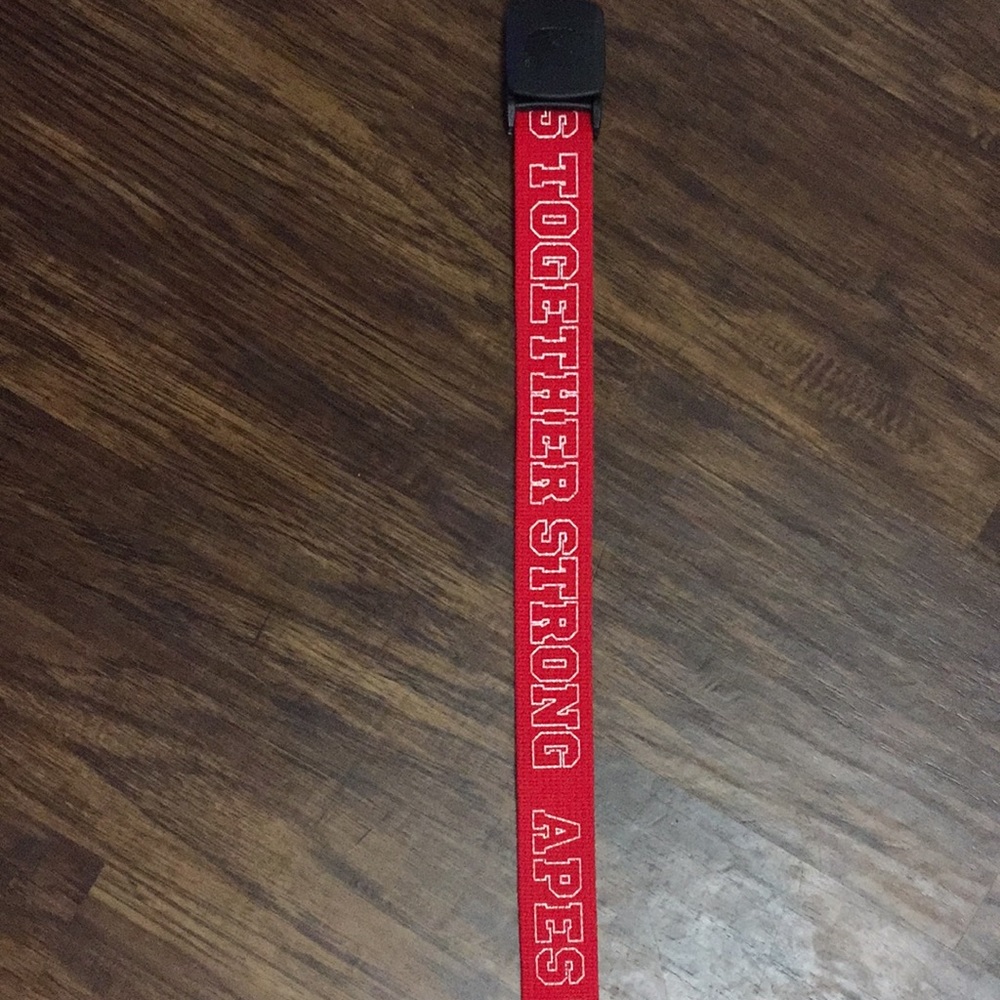 S TOGETHER STRONG APES